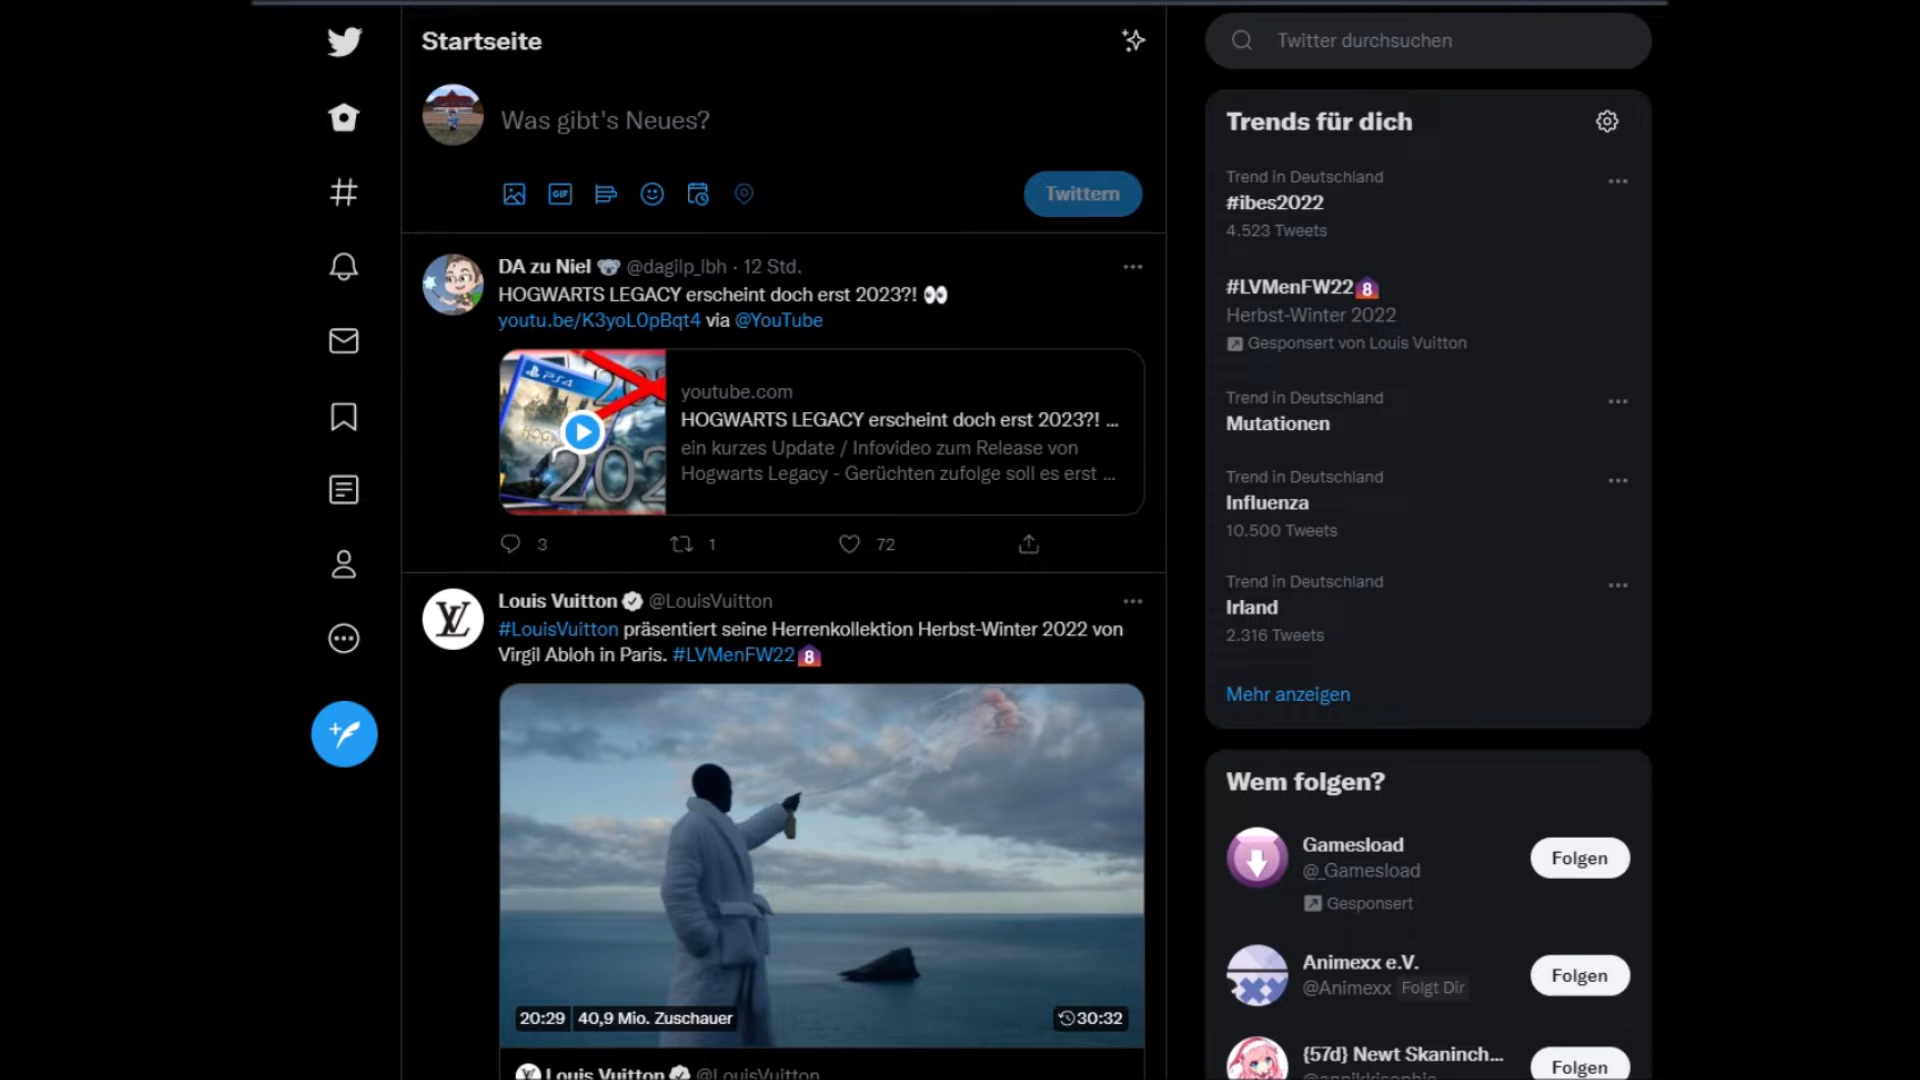 Startseite
Was gibt's Neues?
GIF
Twittern
DA zu Niel @dagilp_lbh · 12 Std.
HOGWARTS LEGACY erscheint doch erst 2023?! 👀
youtu.be/K3yoL0pBqt4 via @YouTube
PS4
202
youtube.com
HOGWARTS LEGACY erscheint doch erst 2023?! ...
ein kurzes Update / Infovideo zum Release von
Hogwarts Legacy - Gerüchten zufolge soll es erst ...
3
1
72
Louis Vuitton @LouisVuitton
#LouisVuitton präsentiert seine Herrenkollektion Herbst-Winter 2022 von
Virgil Abloh in Paris. #LVMenFW22 8
20:29 40,9 Mio. Zuschauer
30:32
Louis Vuitton @LouisVuitton
Twitter durchsuchen
Trends für dich
Trend in Deutschland
#ibes2022
4.523 Tweets
#LVMenFW22 8
Herbst-Winter 2022
Gesponsert von Louis Vuitton
Trend in Deutschland
Mutationen
Trend in Deutschland
Influenza
10.500 Tweets
Trend in Deutschland
Irland
2.316 Tweets
Mehr anzeigen
Wem folgen?
Gamesload
@_Gamesload
Gesponsert
Folgen
Animexx e.V.
@Animexx Folgt Dir
Folgen
{57d} Newt Skaninch...
Folgen